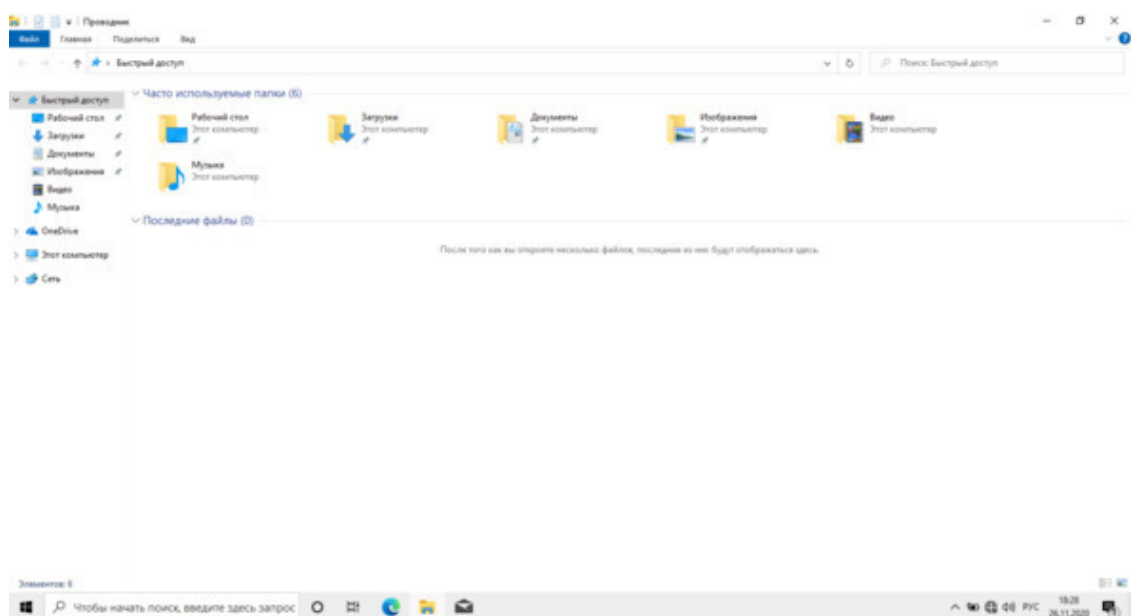 Проводник
Файл Главная Поделиться Вид
Быстрый доступ
Поиск: Быстрый доступ
Быстрый доступ
Рабочий стол
Загрузки
Документы
Изображения
Видео
Музыка
OneDrive
Этот компьютер
Сеть
Часто используемые папки (6)
Рабочий стол
Этот компьютер
Загрузки
Этот компьютер
Документы
Этот компьютер
Изображения
Этот компьютер
Видео
Этот компьютер
Музыка
Этот компьютер
Последние файлы (0)
После того как вы откроете несколько файлов, последние из них будут отображаться здесь.
Элементов: 6
Чтобы начать поиск, введите здесь запрос
РУС
18:28
26.11.2020